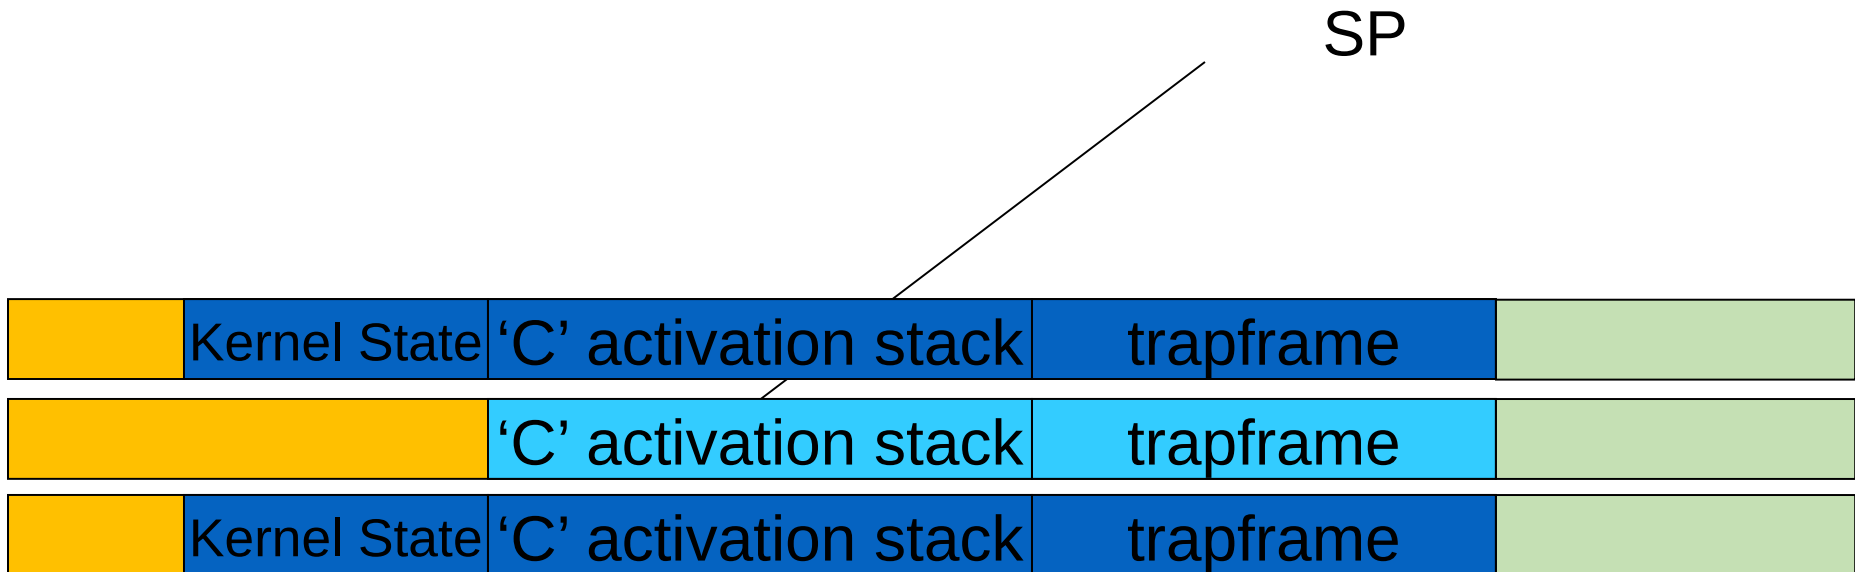 SP
Kernel State ‘C’ activation stack trapframe
‘C’ activation stack trapframe
Kernel State ‘C’ activation stack trapframe